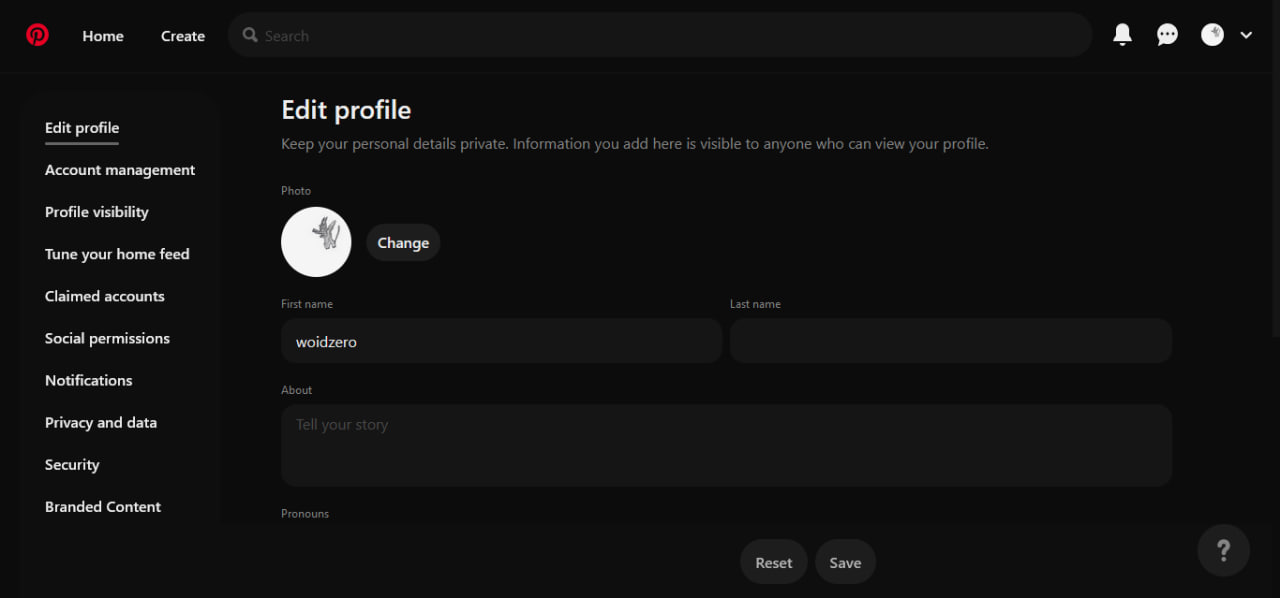 Home
Create
Search
Edit profile
Account management
Profile visibility
Tune your home feed
Claimed accounts
Social permissions
Notifications
Privacy and data
Security
Branded Content
Edit profile
Keep your personal details private. Information you add here is visible to anyone who can view your profile.
Photo
Change
First name
Last name
woidzero
About
Tell your story
Pronouns
Reset
Save
?